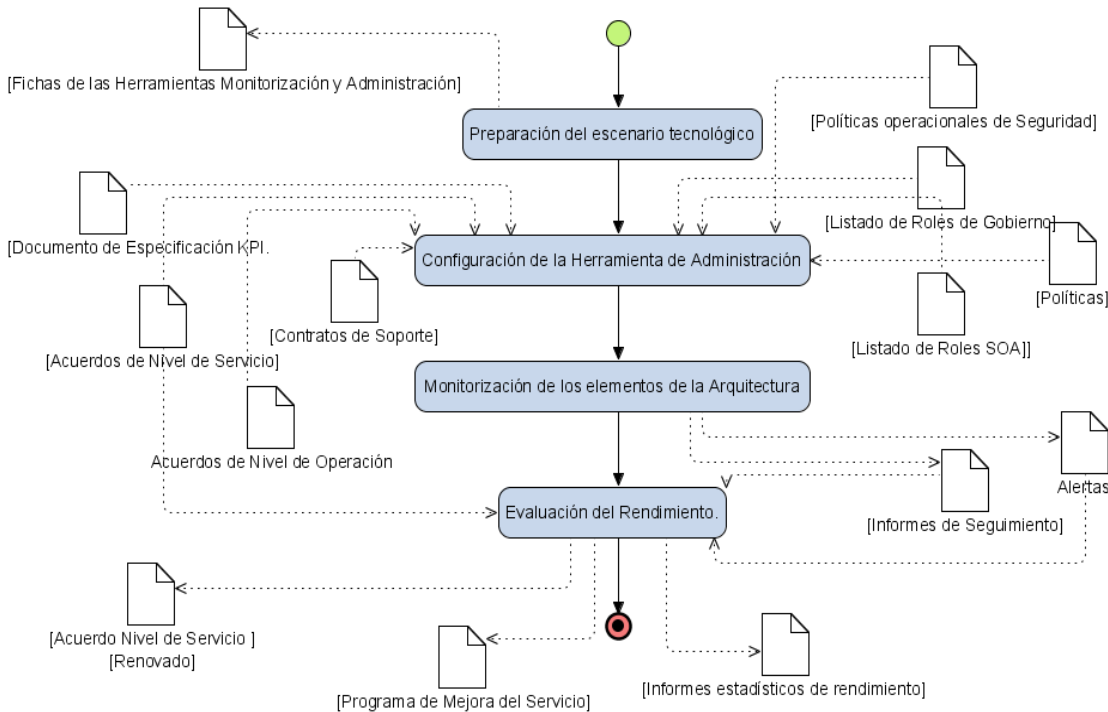 [Fichas de las Herramientas Monitorización y Administración]
Preparación del escenario tecnológico
[Políticas operacionales de Seguridad]
[Listado de Roles de Gobierno]
[Documento de Especificación KPI.
Configuración de la Herramienta de Administración
[Políticas]
[Contratos de Soporte]
[Listado de Roles SOA]]
[Acuerdos de Nivel de Servicio]
Monitorización de los elementos de la Arquitectura
Acuerdos de Nivel de Operación
Alertas
Evaluación del Rendimiento.
[Informes de Seguimiento]
[Acuerdo Nivel de Servicio ]
[Renovado]
[Informes estadísticos de rendimiento]
[Programa de Mejora del Servicio]